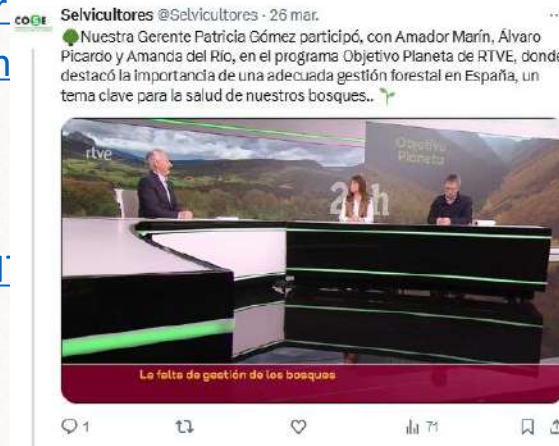 COSE
Selvicultores @Selvicultores · 26 mar.
Nuestra Gerente Patricia Gómez participó, con Amador Marín, Álvaro
Picardo y Amanda del Río, en el programa Objetivo Planeta de RTVE, donde
destacó la importancia de una adecuada gestión forestal en España, un
tema clave para la salud de nuestros bosques..
rtve
Objetivo
Planeta
24h
La falta de gestión de los bosques
1
71